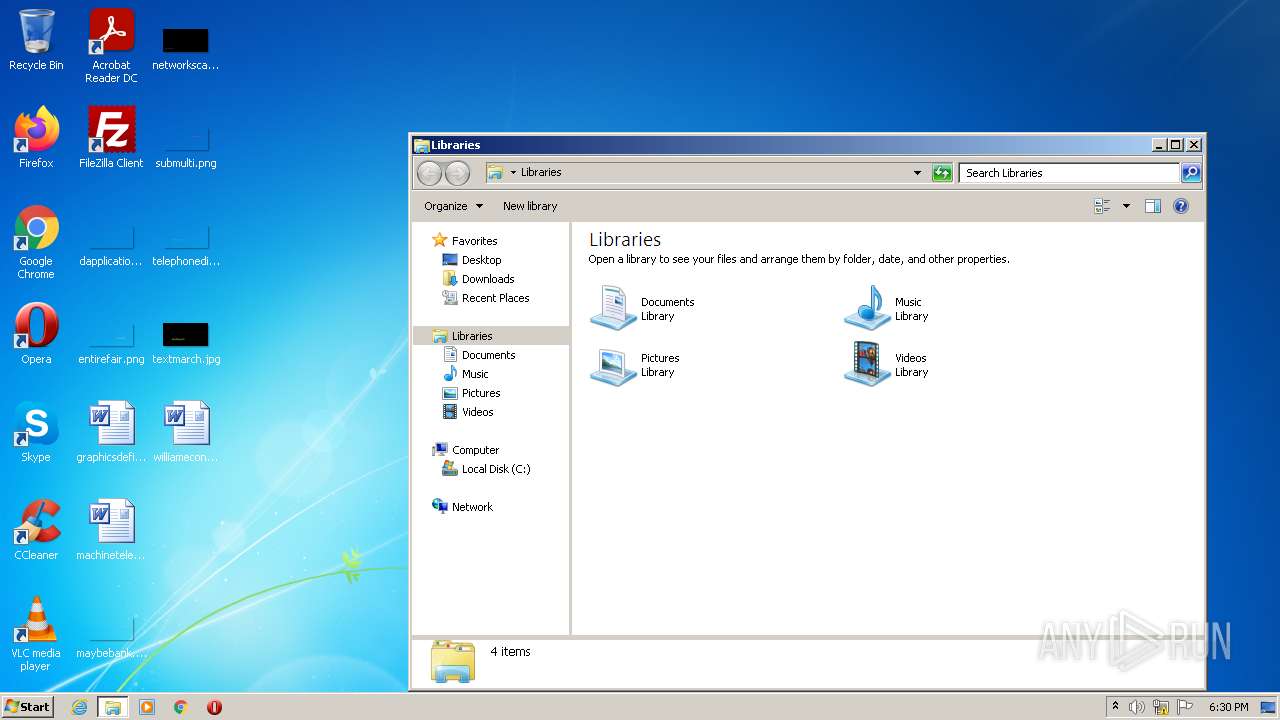 Recycle Bin
Acrobat
Reader DC
networksca...
Firefox
FileZilla Client
submulti.png
Google
Chrome
dapplicatio...
telephonedi...
Opera
entirefair.png
textmarch.jpg
Skype
graphicsdefi...
williamecon...
CCleaner
machinetele...
VLC media
player
maybebank....
Libraries
Libraries
Search Libraries
Organize
New library
Favorites
Desktop
Downloads
Recent Places
Libraries
Documents
Music
Pictures
Videos
Computer
Local Disk (C:)
Network
Libraries
Open a library to see your files and arrange them by folder, date, and other properties.
Documents
Library
Music
Library
Pictures
Library
Videos
Library
4 items
ANY RUN
Start
6:30 PM